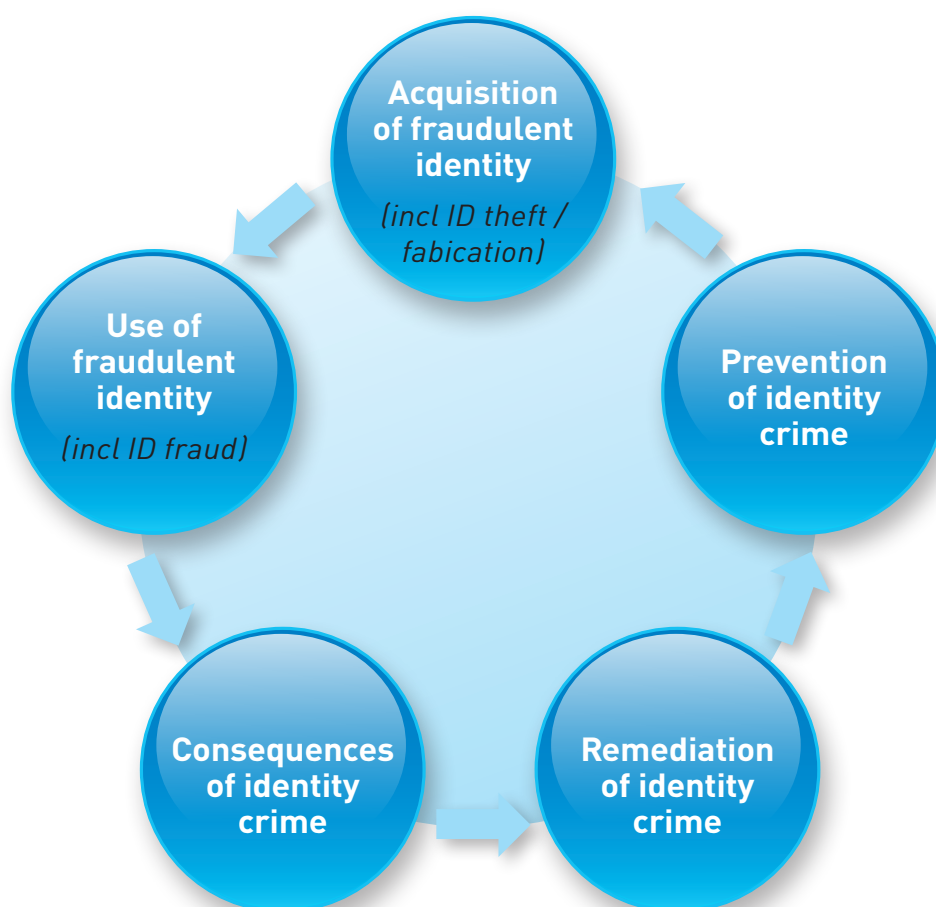 Acquisition
of fraudulent
identity
(incl ID theft /
fabication)
Use of
fraudulent
identity
(incl ID fraud)
Prevention
of identity
crime
Consequences
of identity
crime
Remediation
of identity
crime